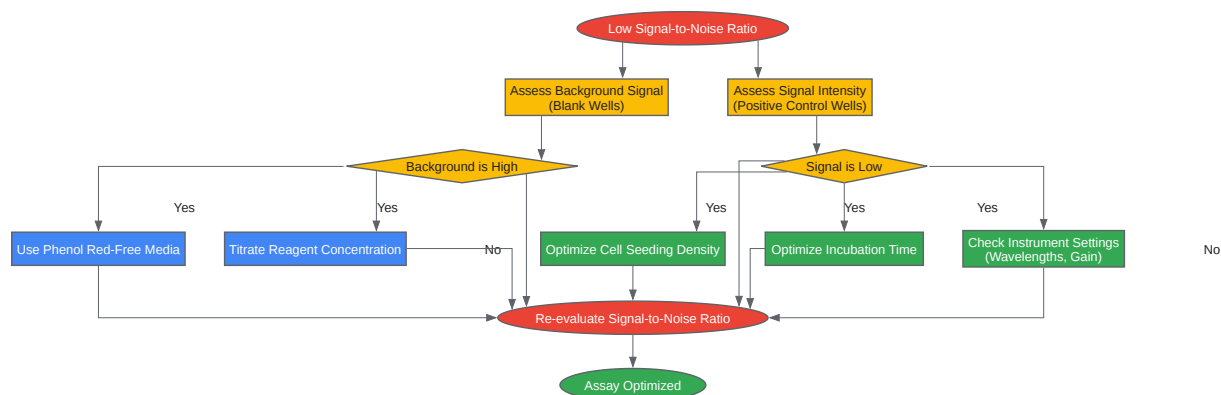 Low Signal-to-Noise Ratio
Assess Background Signal
(Blank Wells)
Assess Signal Intensity
(Positive Control Wells)
Background is High
Signal is Low
Yes
Yes
Yes
Yes
Yes
Use Phenol Red-Free Media
Titrate Reagent Concentration
No
Optimize Cell Seeding Density
Optimize Incubation Time
Check Instrument Settings
(Wavelengths, Gain)
No
Re-evaluate Signal-to-Noise Ratio
Assay Optimized